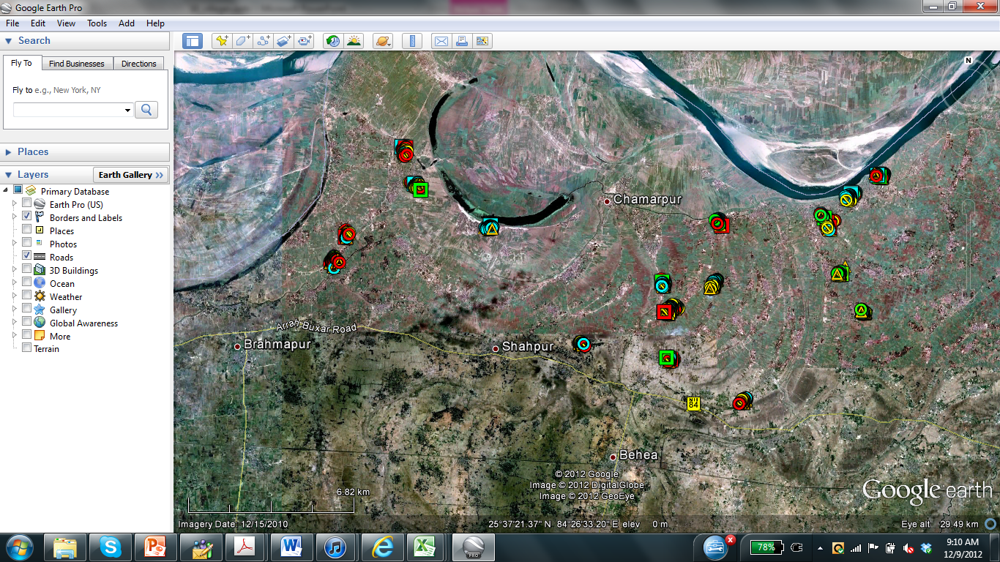 Google Earth Pro
File Edit View Tools Add Help
Search
Fly To Find Businesses Directions
Fly to e.g., New York, NY
Places
Layers Earth Gallery >>
Primary Database
Earth Pro (US)
Borders and Labels
Places
Photos
Roads
3D Buildings
Ocean
Weather
Gallery
Global Awareness
More
Terrain
N
Chamarpur
Arrah Buxar Road
Brahmapur
Shahpur
NH
84
Behea
© 2012 Google
Image © 2012 DigitalGlobe
Image © 2012 GeoEye
Google earth
6.82 km
Imagery Date: 12/15/2010 25°37'21.37" N 84°26'33.20" E elev 0 m Eye alt 29.49 km
PRO
78%
9:10 AM
12/9/2012